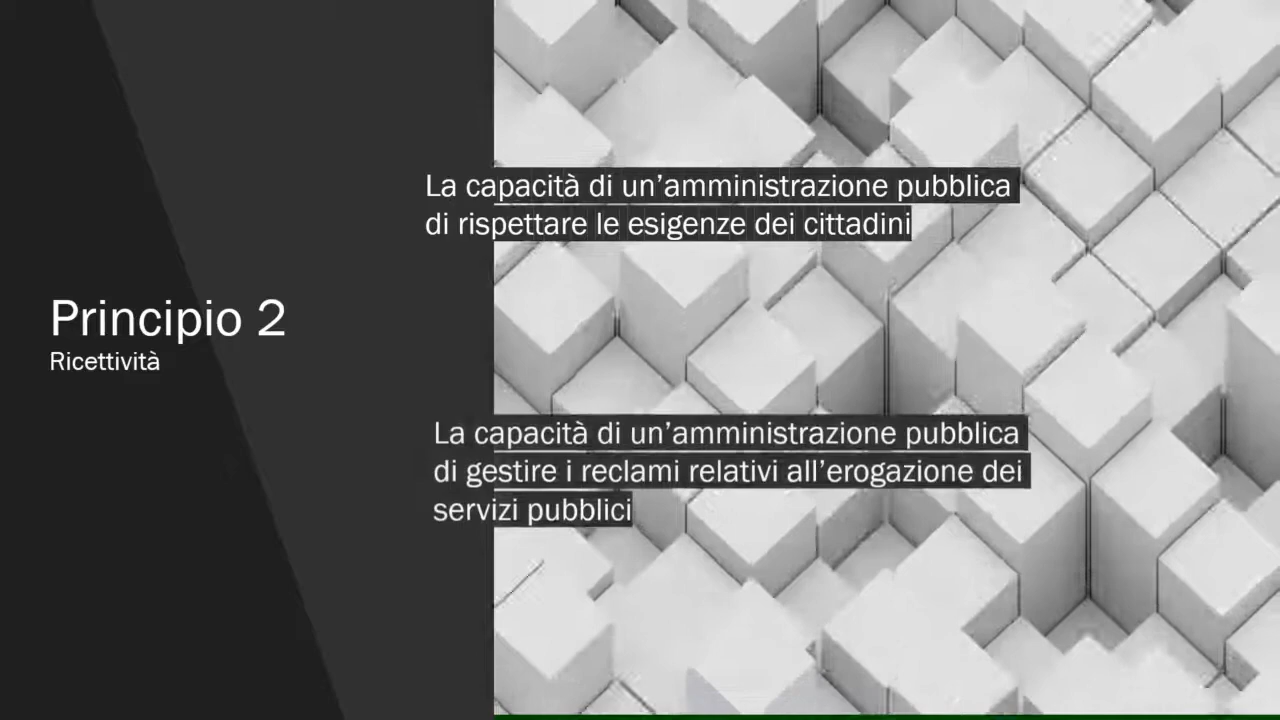 Principio 2
Ricettività
La capacità di un’amministrazione pubblica
di rispettare le esigenze dei cittadini
La capacità di un’amministrazione pubblica
di gestire i reclami relativi all’erogazione dei
servizi pubblici